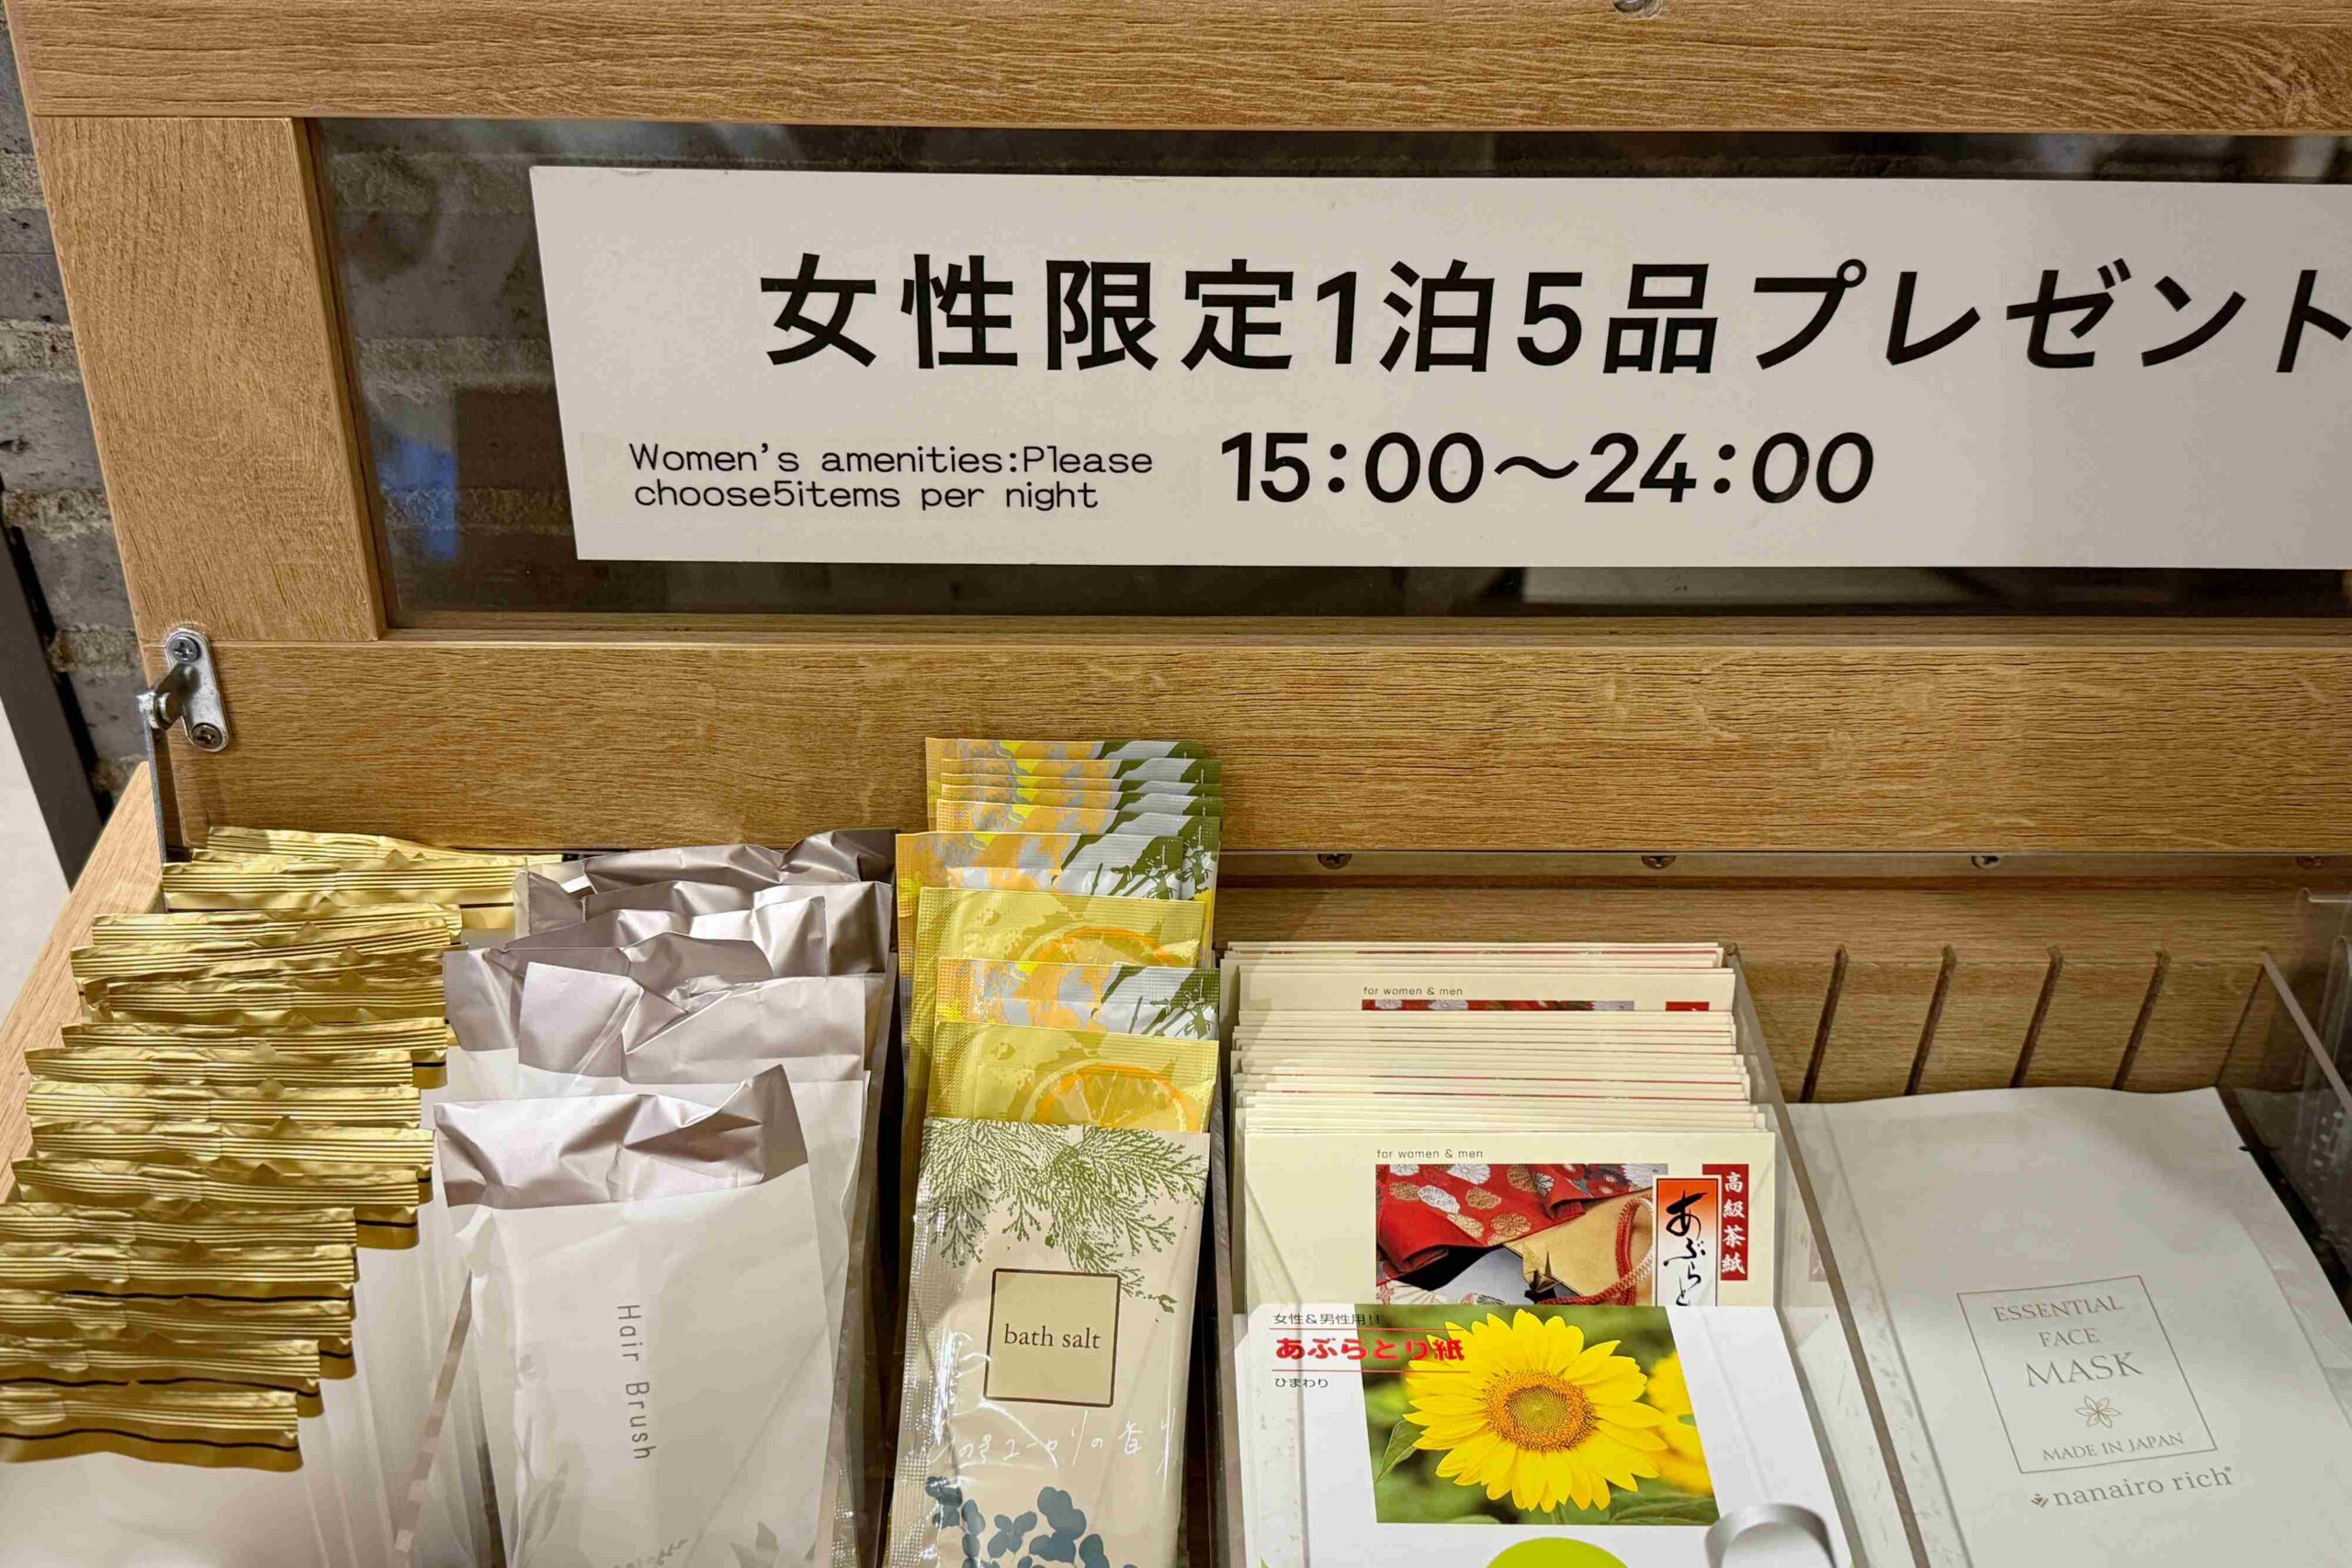 女性限定1泊5品プレゼント
Women's amenities:Please
choose5items per night
15:00～24:00
for women & men
for women & men
高級茶紙
あぶらと
女性&男性用!!
あぶらとり紙
ひまわり
Hair Brush
bath salt
ESSENTIAL
FACE
MASK
MADE IN JAPAN
nanairo rich